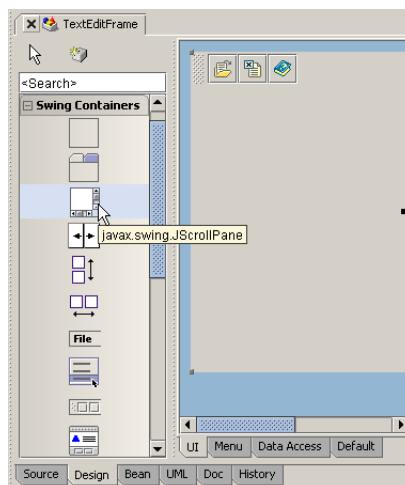 TextEditFrame
<Search>
Swing Containers
javax.swing.JScrollPane
File
UI Menu Data Access Default
Source Design Bean UML Doc History